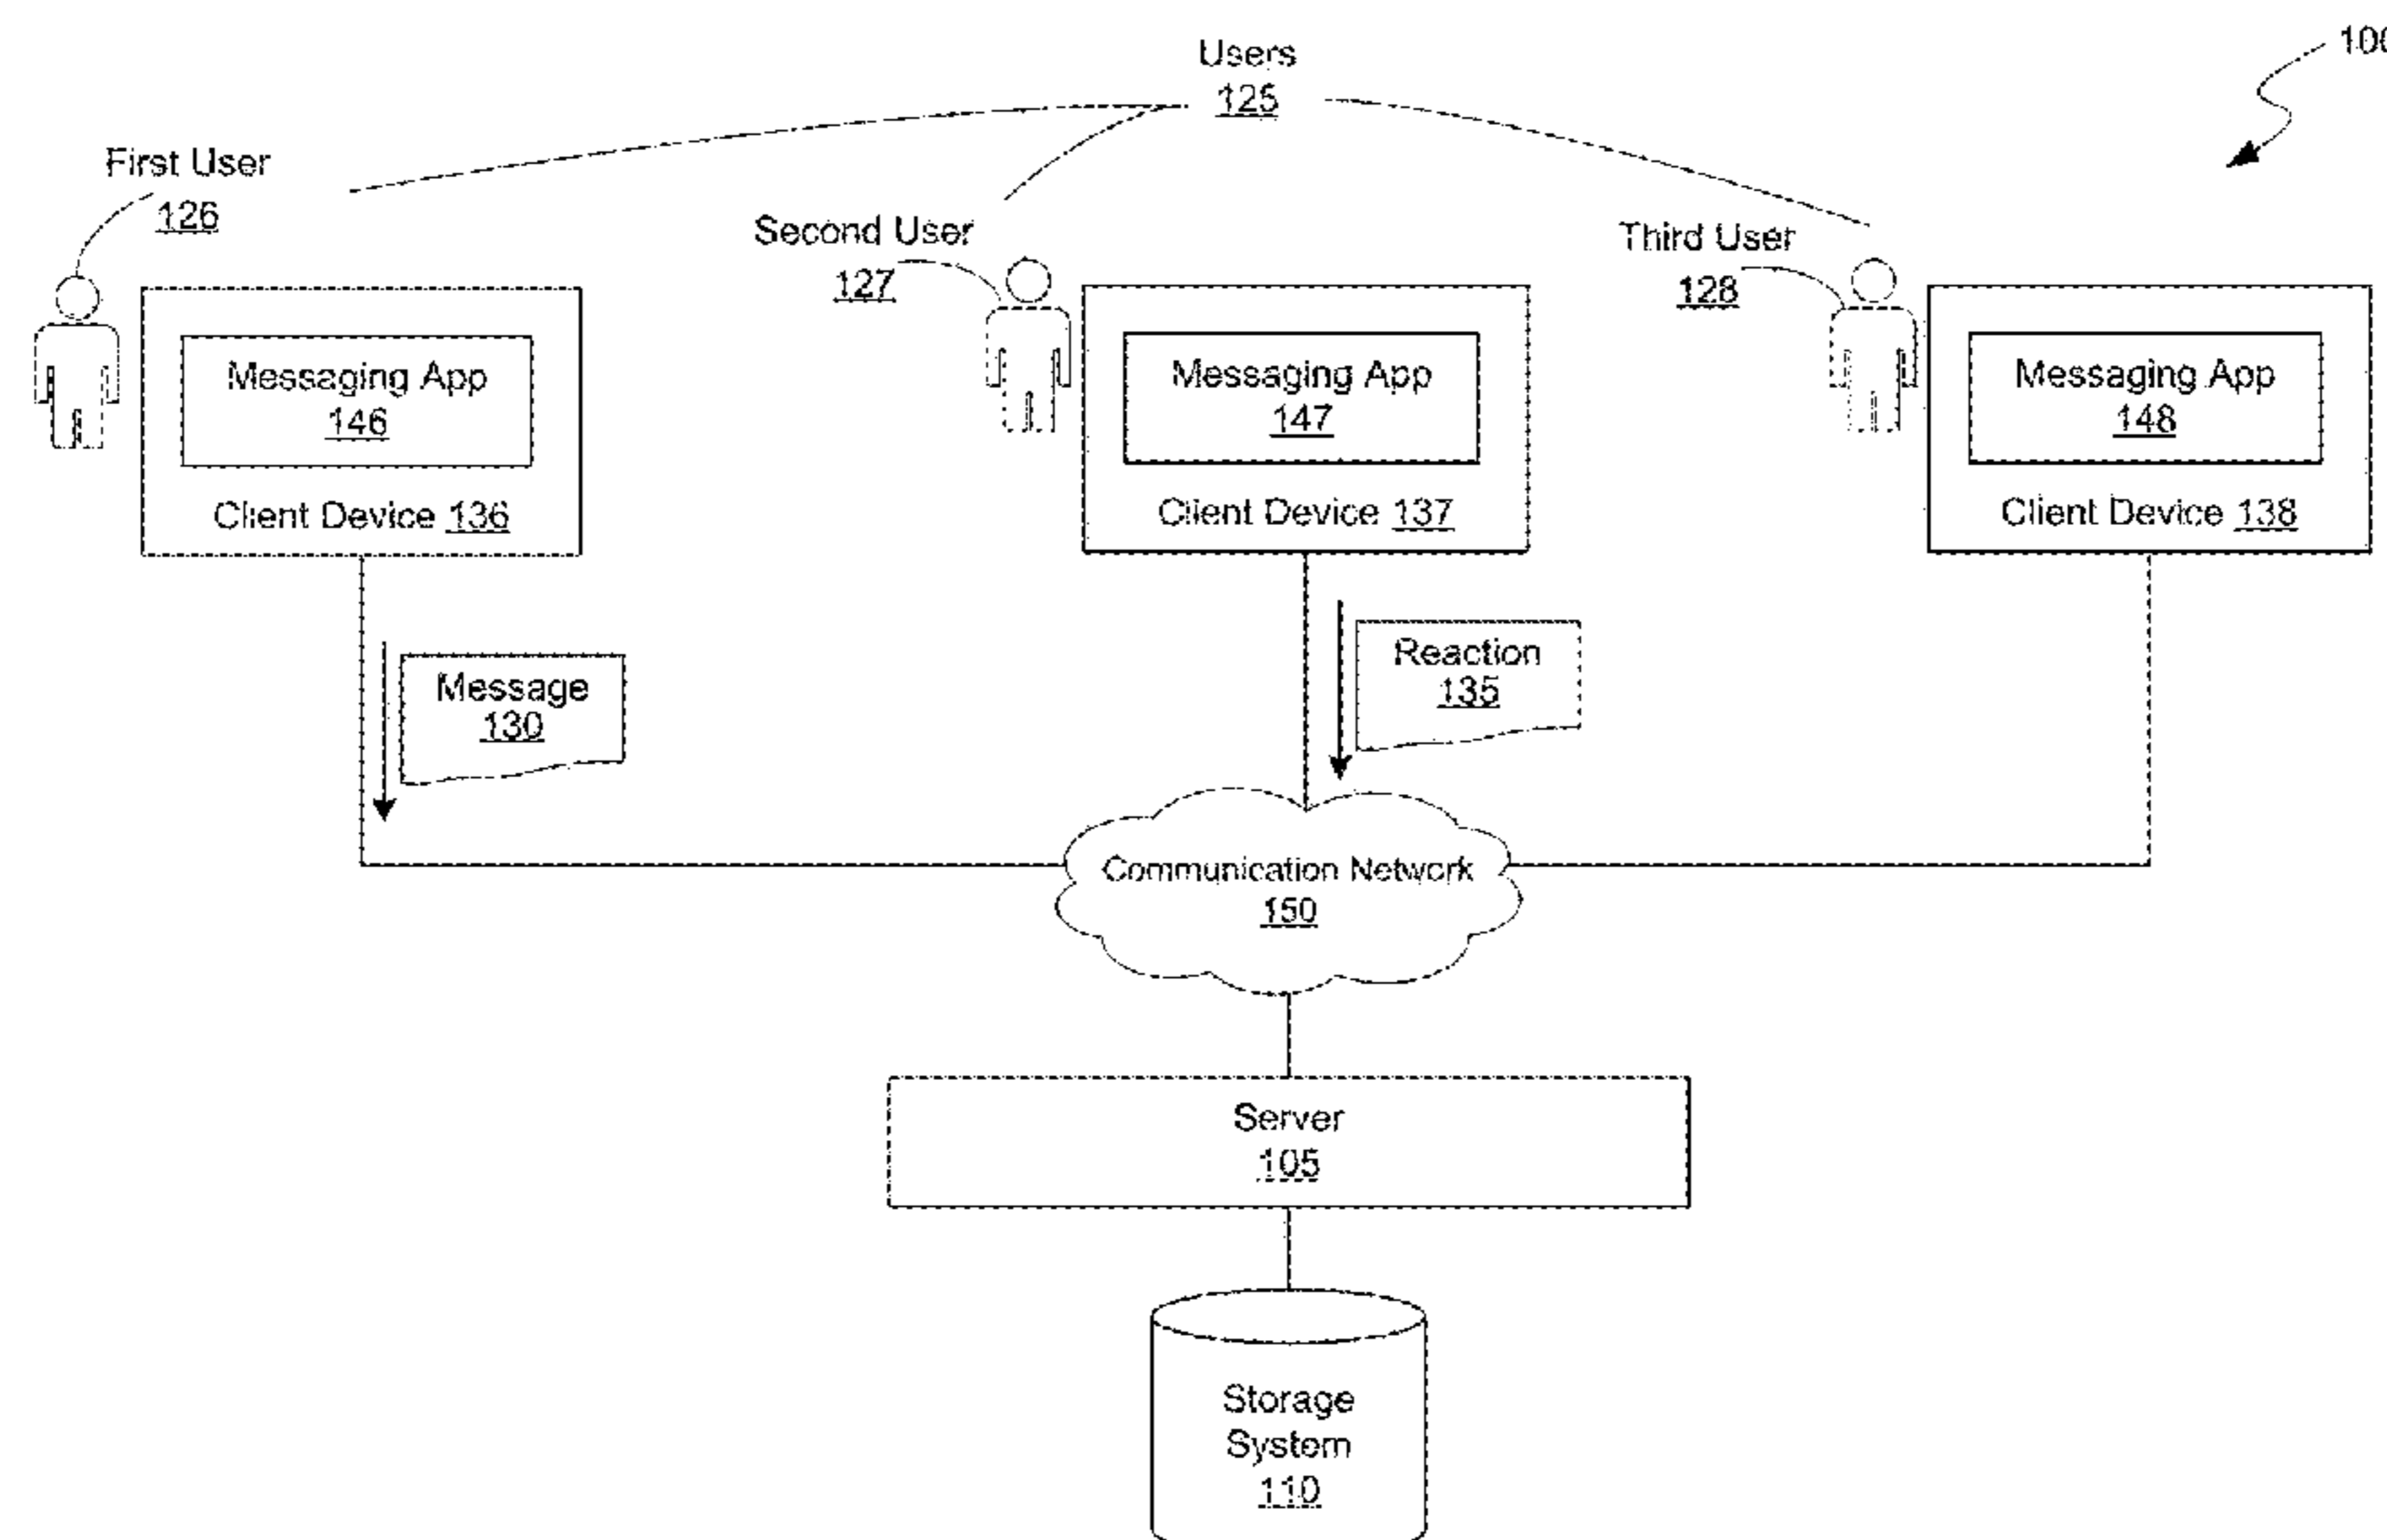 Users
125
100
First User
126
Second User
127
Third User
128
Messaging App
146
Client Device 136
Messaging App
147
Client Device 137
Messaging App
148
Client Device 138
Message
130
Reaction
135
Communication Network
150
Server
105
Storage
System
110